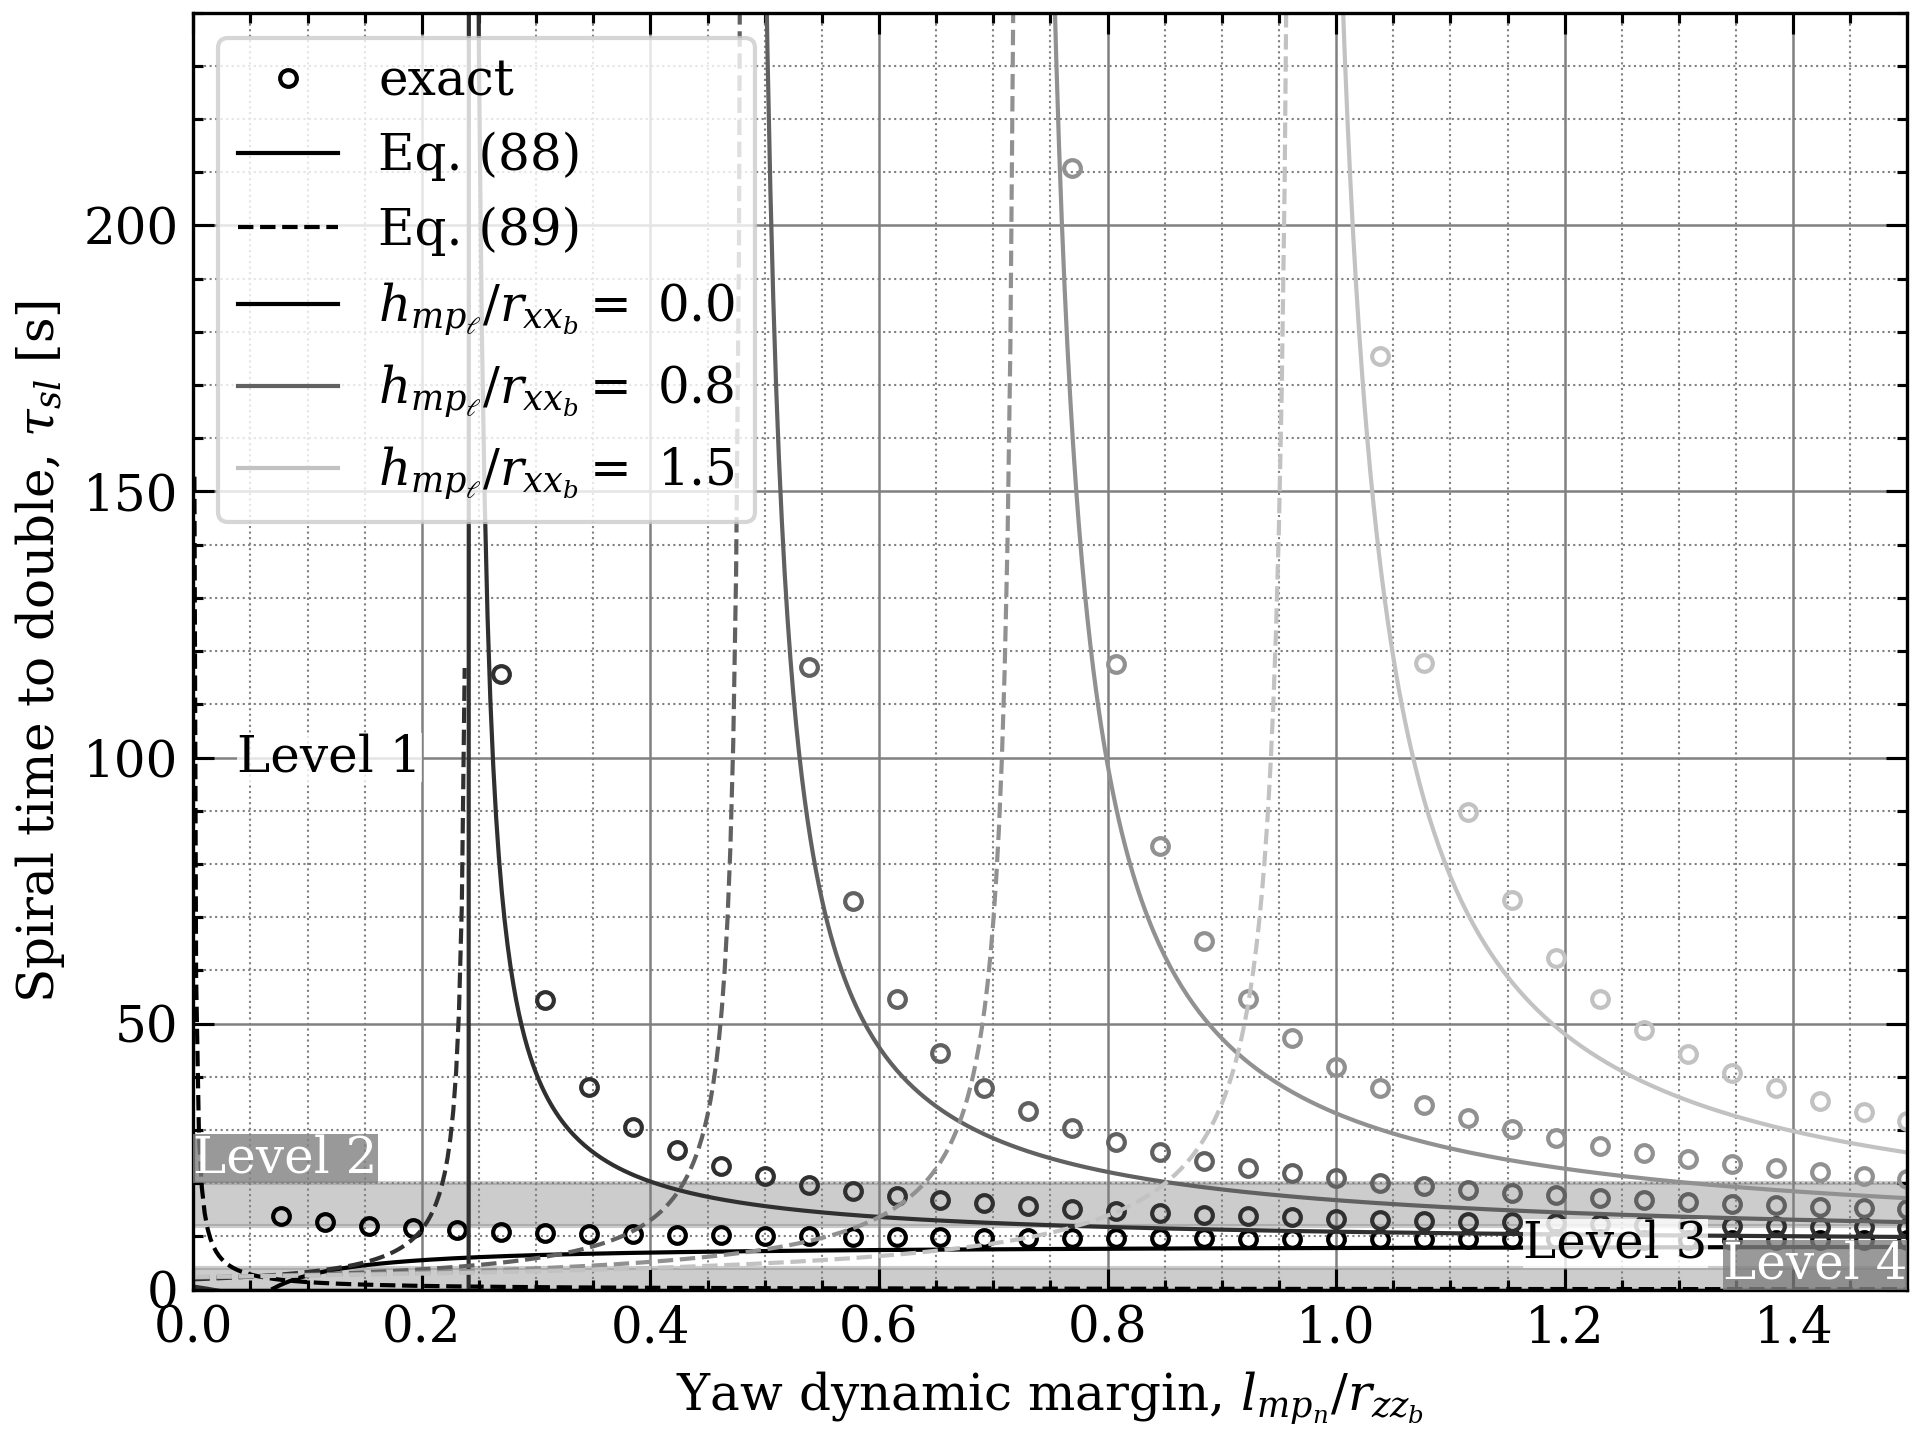 exact
Eq. (88)
Eq. (89)
h_{mp_ℓ}/r_{xx_b} = 0.0
h_{mp_ℓ}/r_{xx_b} = 0.8
h_{mp_ℓ}/r_{xx_b} = 1.5
200
150
100
50
0
Spiral time to double, τ_{sl} [s]
Level 1
Level 2
Level 3
Level 4
0.0 0.2 0.4 0.6 0.8 1.0 1.2 1.4
Yaw dynamic margin, l_{mp_n}/r_{zz_b}